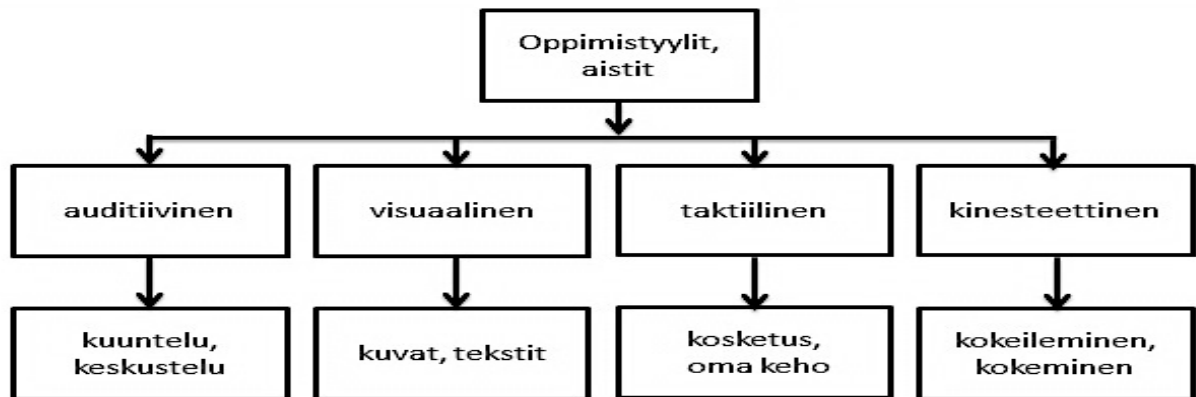 Oppimistyylit,
aistit
auditiivinen
visuaalinen
taktiilinen
kinesteettinen
kuuntelu,
keskustelu
kuvat, tekstit
kosketus,
oma keho
kokeileminen,
kokeminen